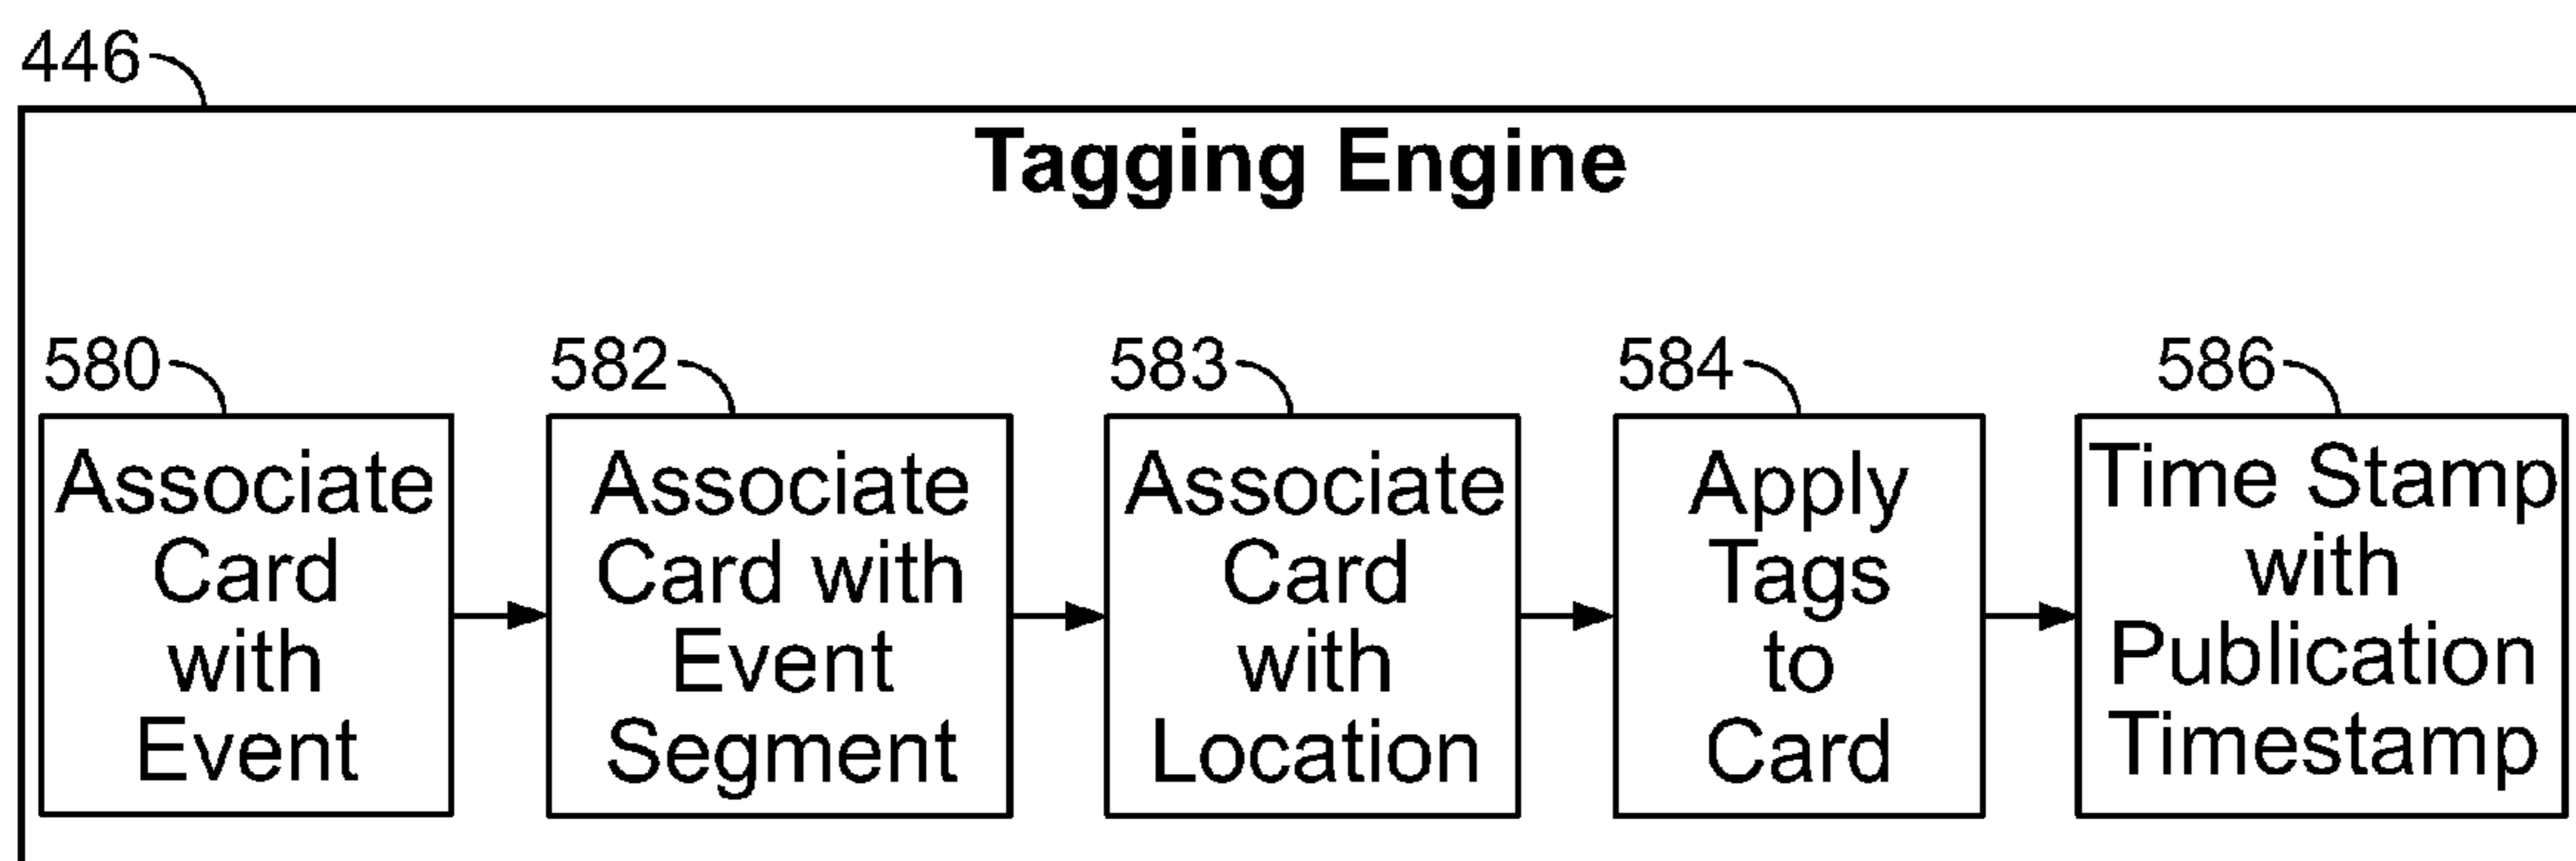 446
Tagging Engine
580
582
583
584
586
Associate
Card
with
Event
Associate
Card with
Event
Segment
Associate
Card
with
Location
Apply
Tags
to
Card
Time Stamp
with
Publication
Timestamp